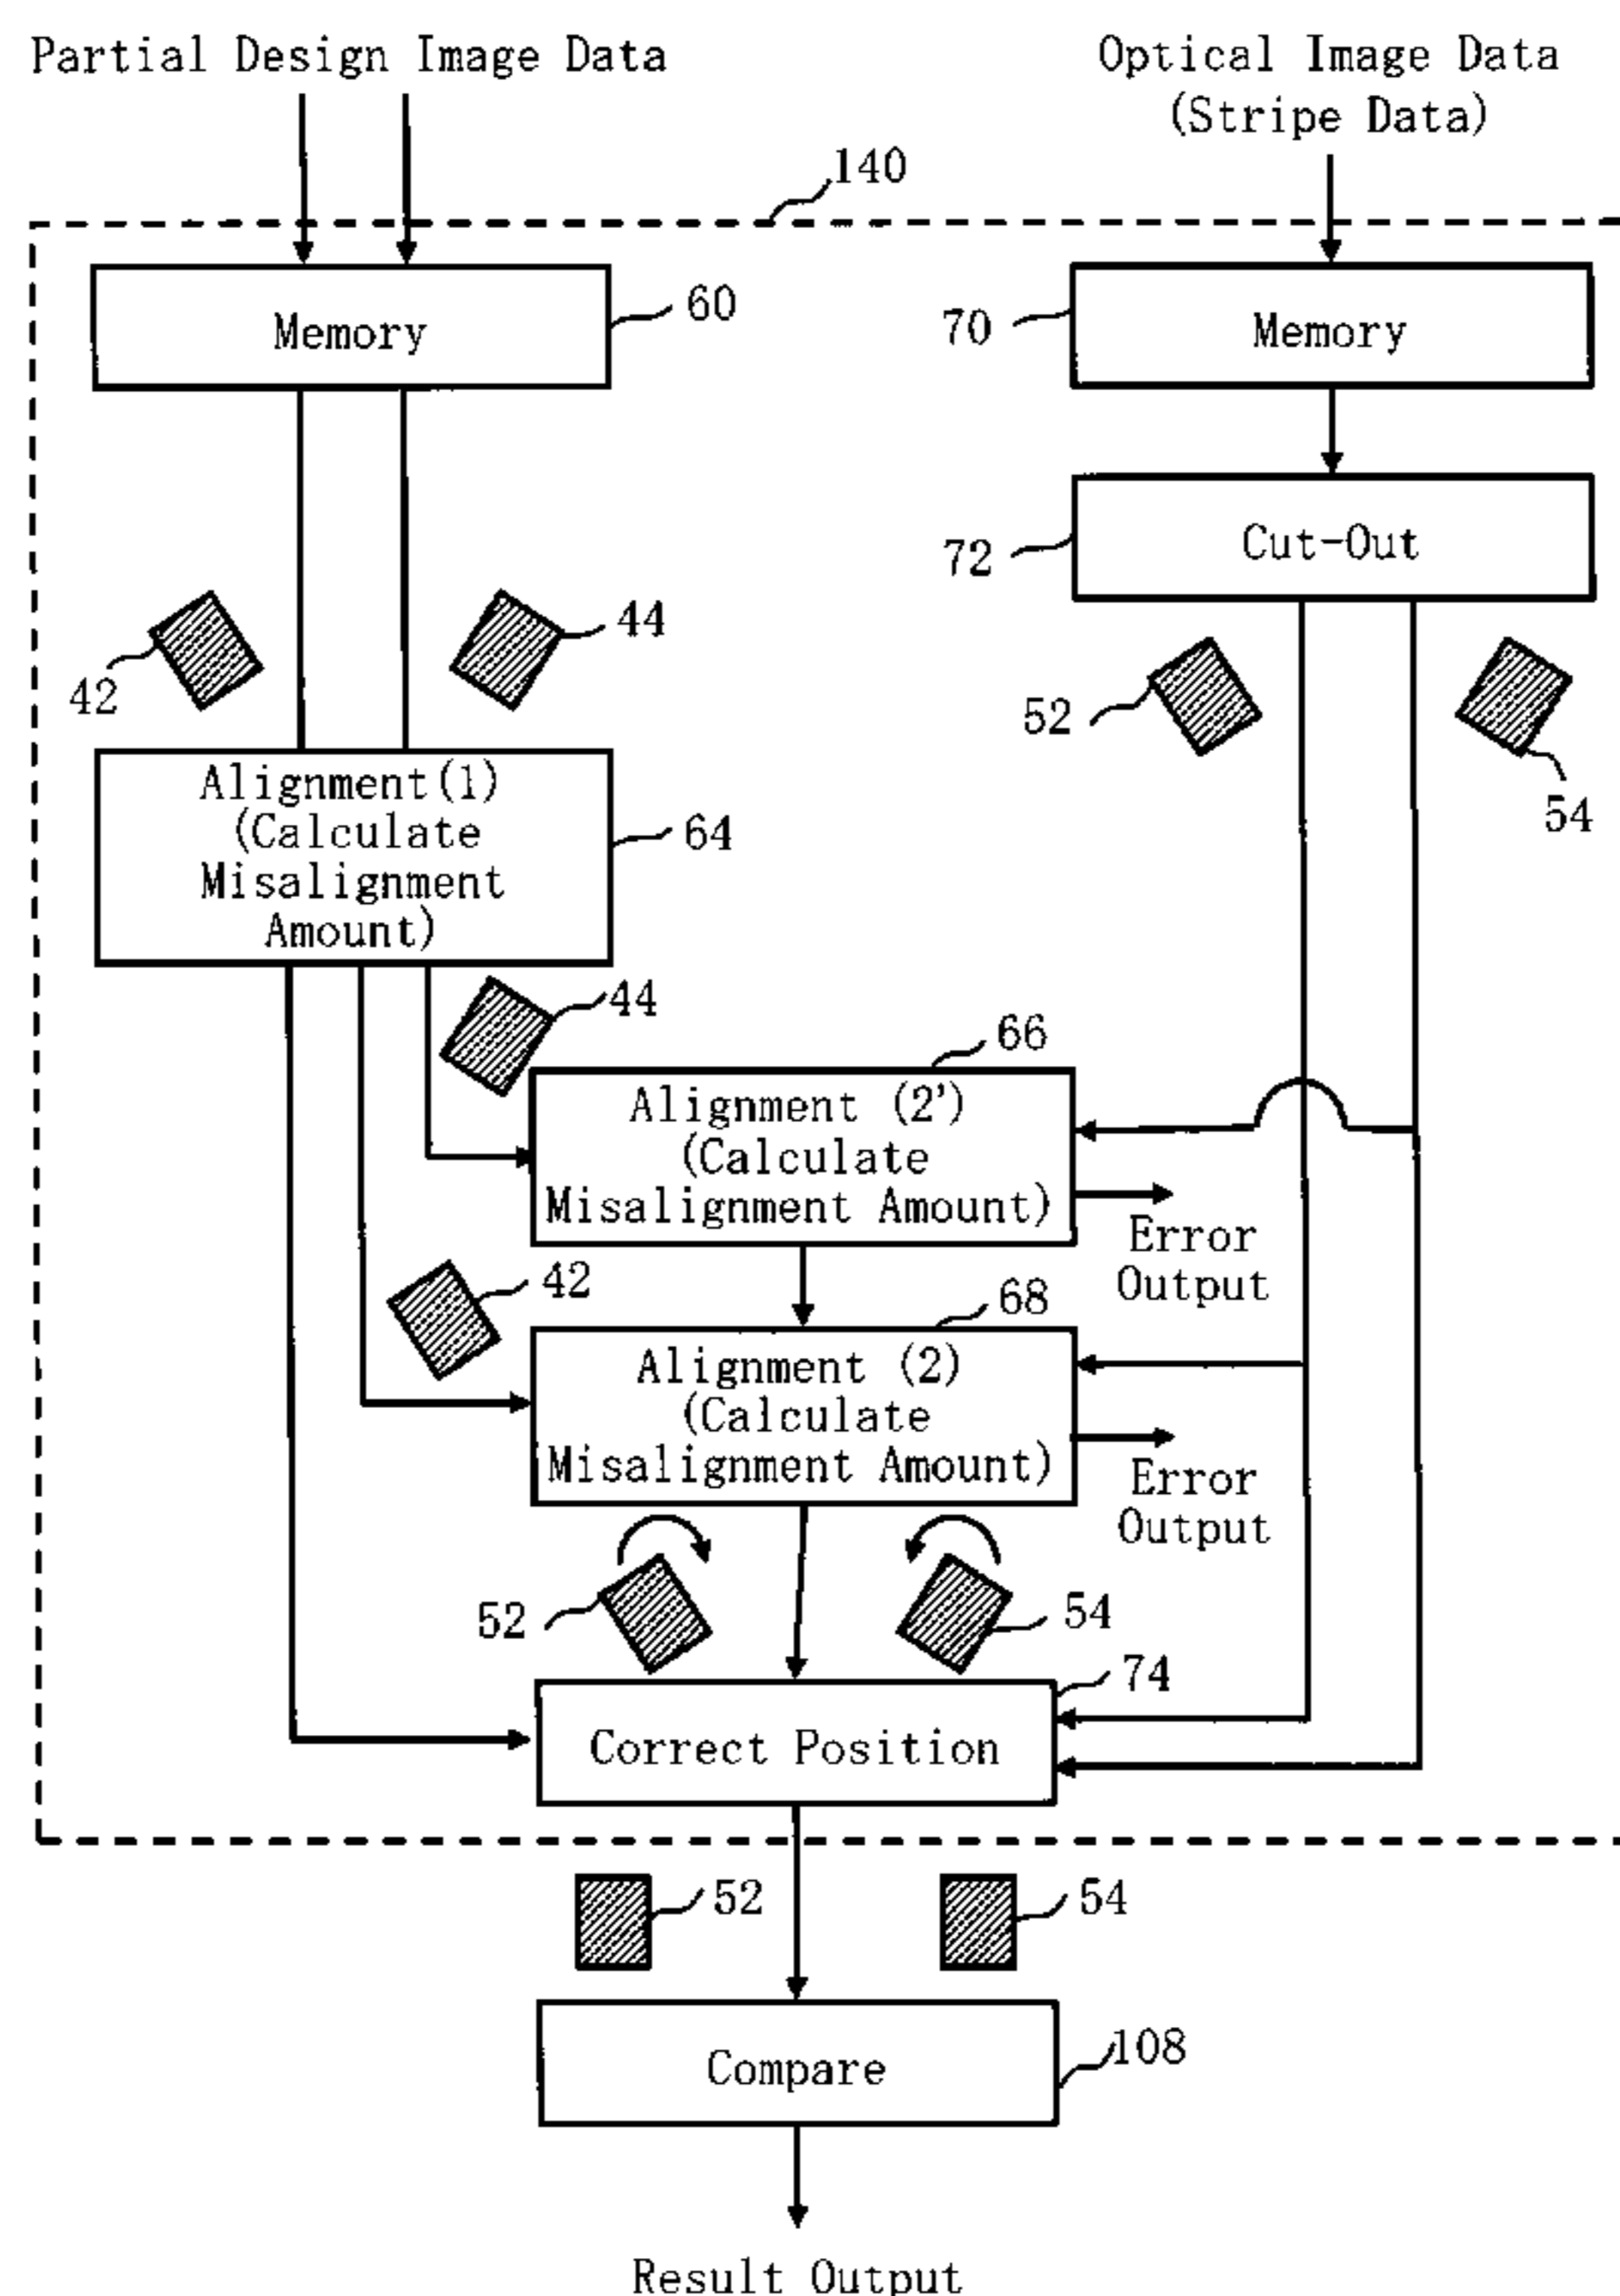 Partial Design Image Data
Optical Image Data
(Stripe Data)
140
Memory
60
70
Memory
72
Cut-Out
42
44
52
54
Alignment(1)
(Calculate
Misalignment
Amount)
64
44
66
Alignment (2')
(Calculate
Misalignment Amount)
Error
Output
42
68
Alignment (2)
(Calculate
Misalignment Amount)
Error
Output
52
54
74
Correct Position
52
54
Compare
108
Result Output